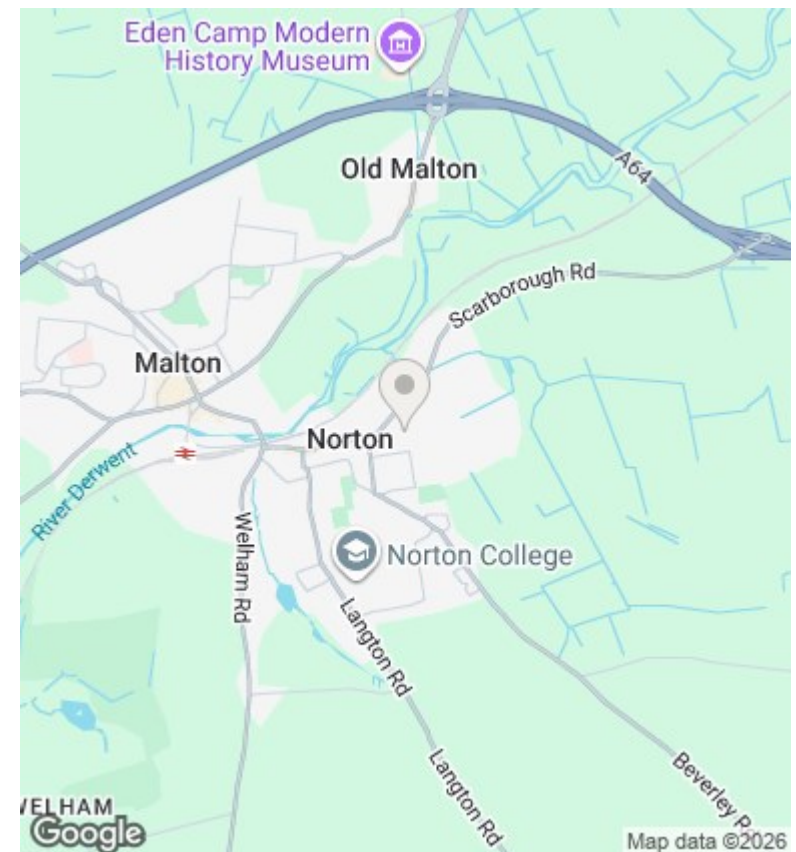 Eden Camp Modern
History Museum
Old Malton
A64
Scarborough Rd
Malton
Norton
River Derwent
Welham Rd
Norton College
Langton Rd
Langton Rd
Beverley
Google
Map data ©2026